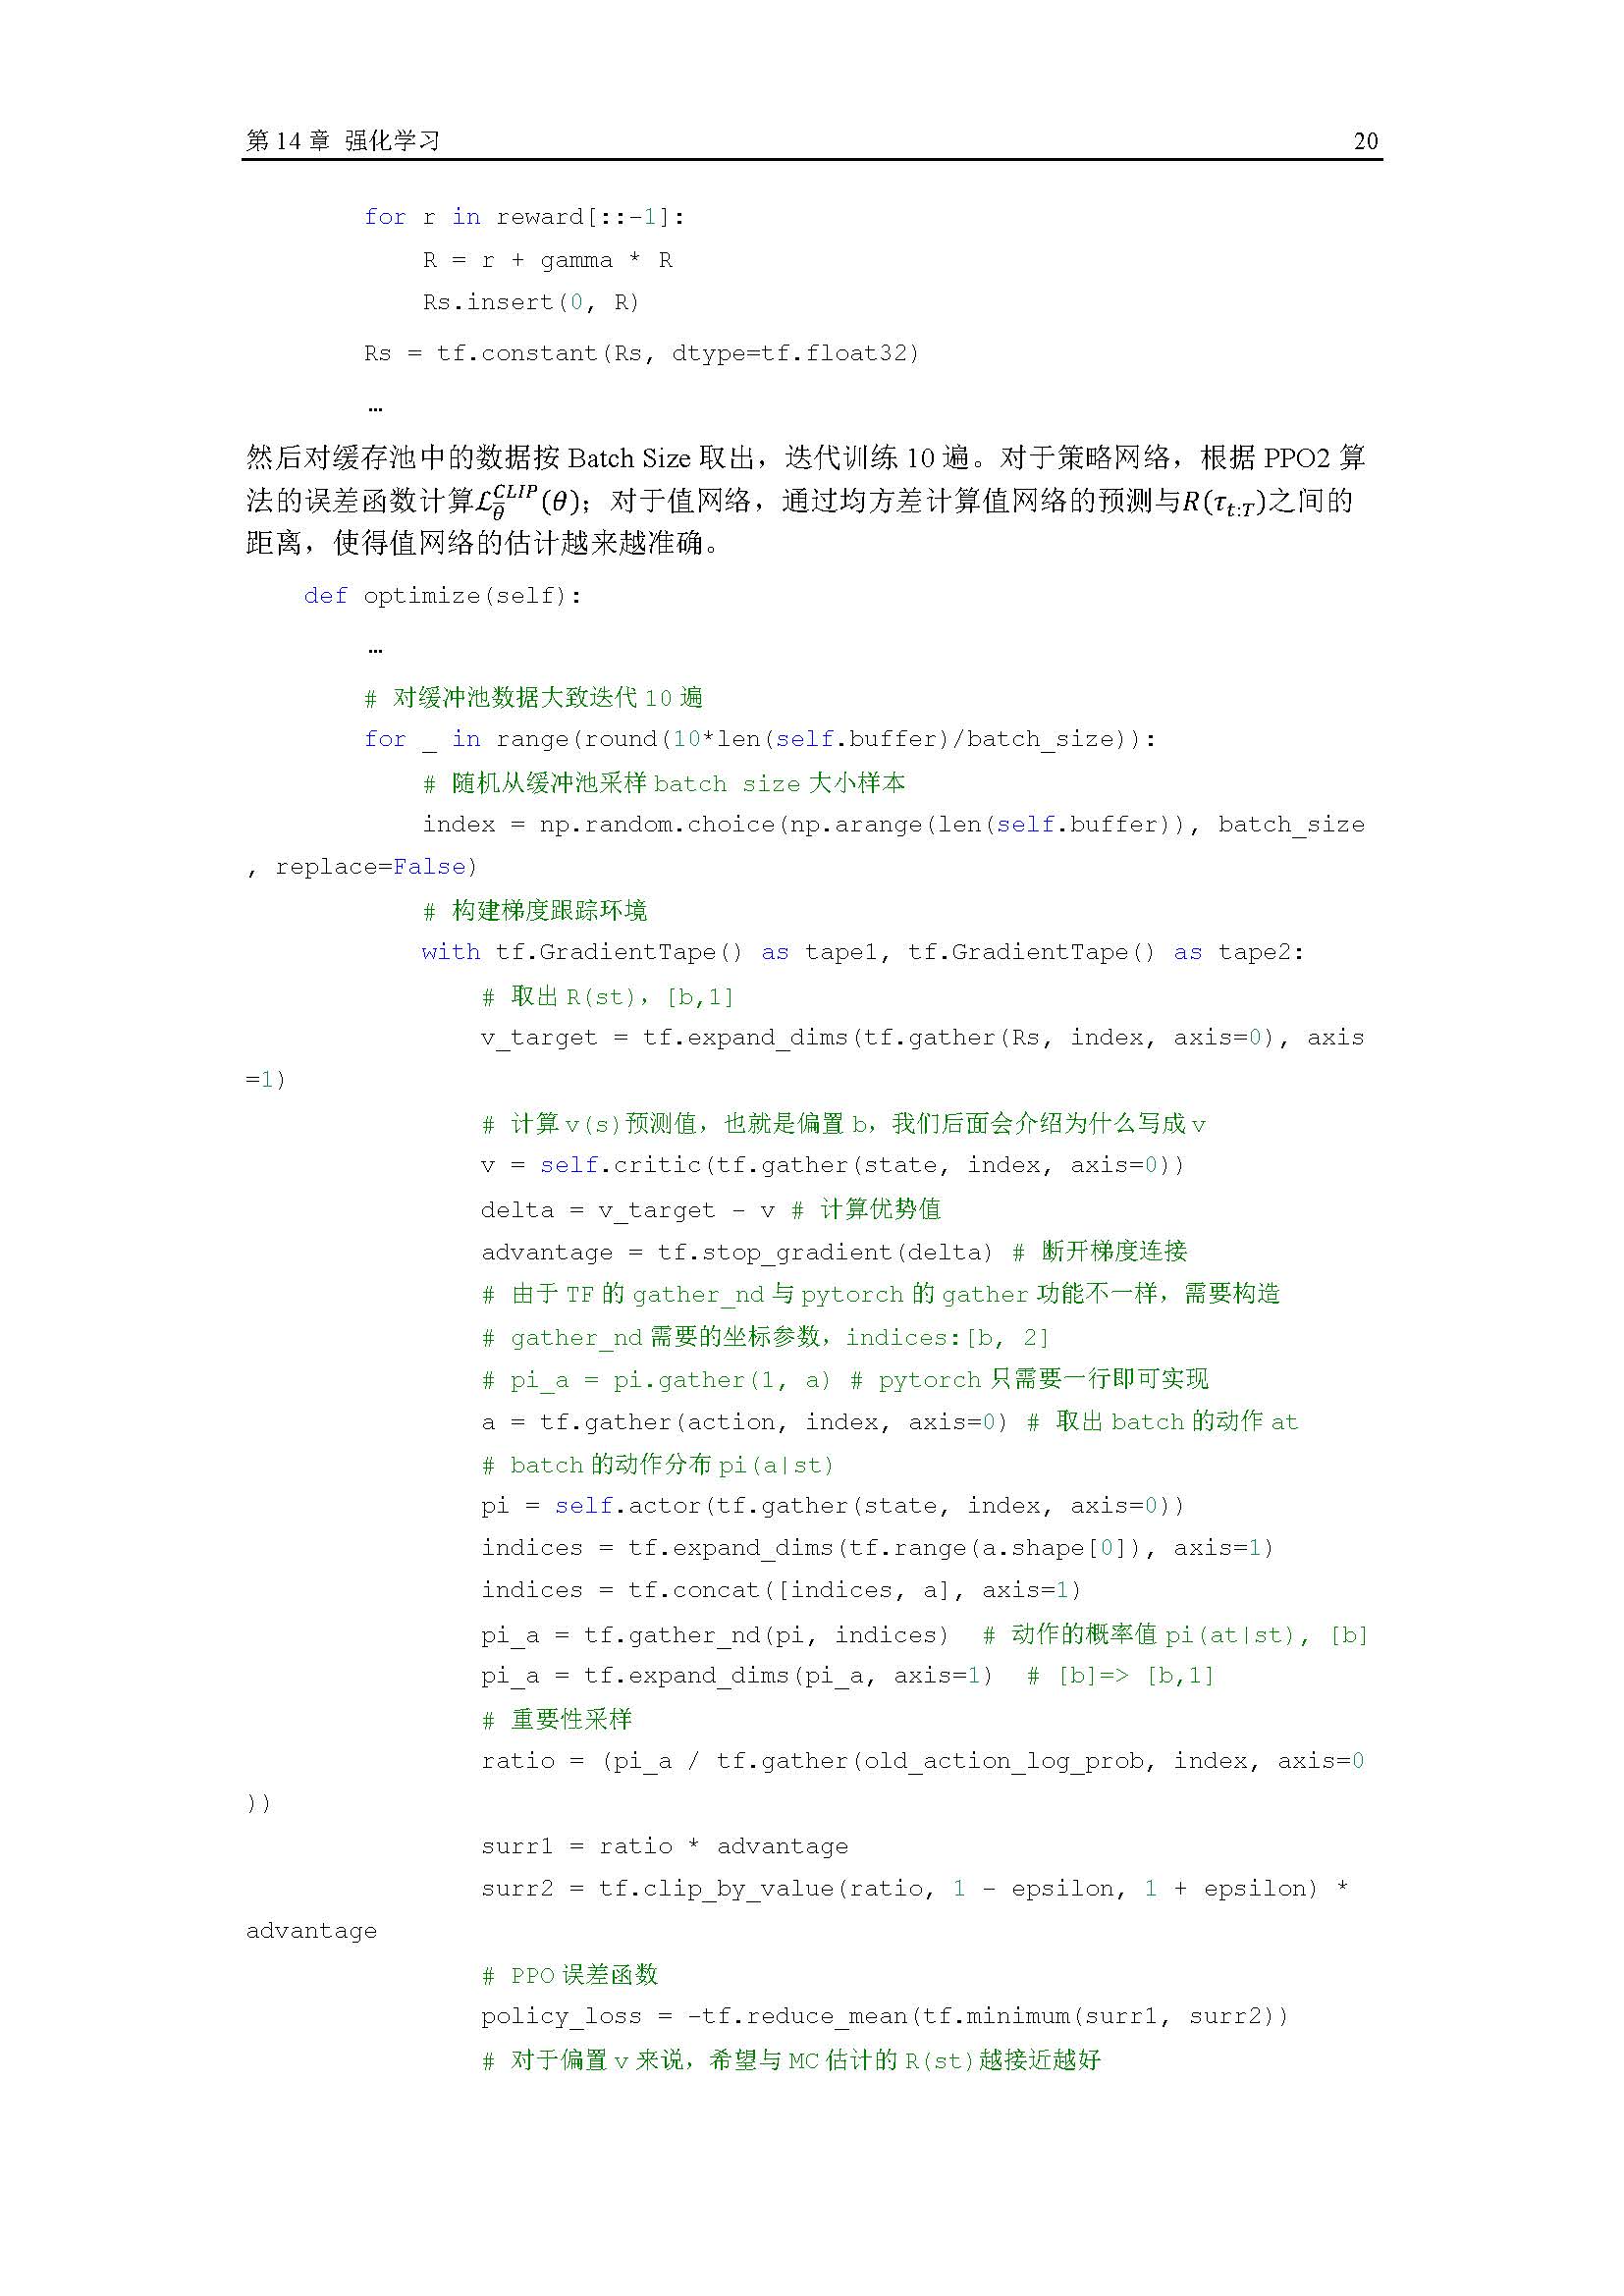 第 14 章 强化学习 20
for r in reward[::-1]:
R = r + gamma * R
Rs.insert(0, R)
Rs = tf.constant(Rs, dtype=tf.float32)
…
然后对缓存池中的数据按 Batch Size 取出，迭代训练 10 遍。对于策略网络，根据 PPO2 算
法的误差函数计算ℒ_θ̅^CLIP(θ)；对于值网络，通过均方差计算值网络的预测与R(τ_t:T)之间的
距离，使得值网络的估计越来越准确。
def optimize(self):
…
# 对缓冲池数据大致迭代 10 遍
for _ in range(round(10*len(self.buffer)/batch_size)):
# 随机从缓冲池采样 batch size 大小样本
index = np.random.choice(np.arange(len(self.buffer)), batch_size
, replace=False)
# 构建梯度跟踪环境
with tf.GradientTape() as tape1, tf.GradientTape() as tape2:
# 取出 R(st)，[b,1]
v_target = tf.expand_dims(tf.gather(Rs, index, axis=0), axis
=1)
# 计算 v(s)预测值，也就是偏置 b，我们后面会介绍为什么写成 v
v = self.critic(tf.gather(state, index, axis=0))
delta = v_target - v # 计算优势值
advantage = tf.stop_gradient(delta) # 断开梯度连接
# 由于 TF 的 gather_nd 与 pytorch 的 gather 功能不一样，需要构造
# gather_nd 需要的坐标参数，indices:[b, 2]
# pi_a = pi.gather(1, a) # pytorch 只需要一行即可实现
a = tf.gather(action, index, axis=0) # 取出 batch 的动作 at
# batch 的动作分布 pi(a|st)
pi = self.actor(tf.gather(state, index, axis=0))
indices = tf.expand_dims(tf.range(a.shape[0]), axis=1)
indices = tf.concat([indices, a], axis=1)
pi_a = tf.gather_nd(pi, indices)  # 动作的概率值 pi(at|st), [b]
pi_a = tf.expand_dims(pi_a, axis=1)  # [b]=> [b,1]
# 重要性采样
ratio = (pi_a / tf.gather(old_action_log_prob, index, axis=0
))
surr1 = ratio * advantage
surr2 = tf.clip_by_value(ratio, 1 - epsilon, 1 + epsilon) *
advantage
# PPO 误差函数
policy_loss = -tf.reduce_mean(tf.minimum(surr1, surr2))
# 对于偏置 v 来说，希望与 MC 估计的 R(st)越接近越好